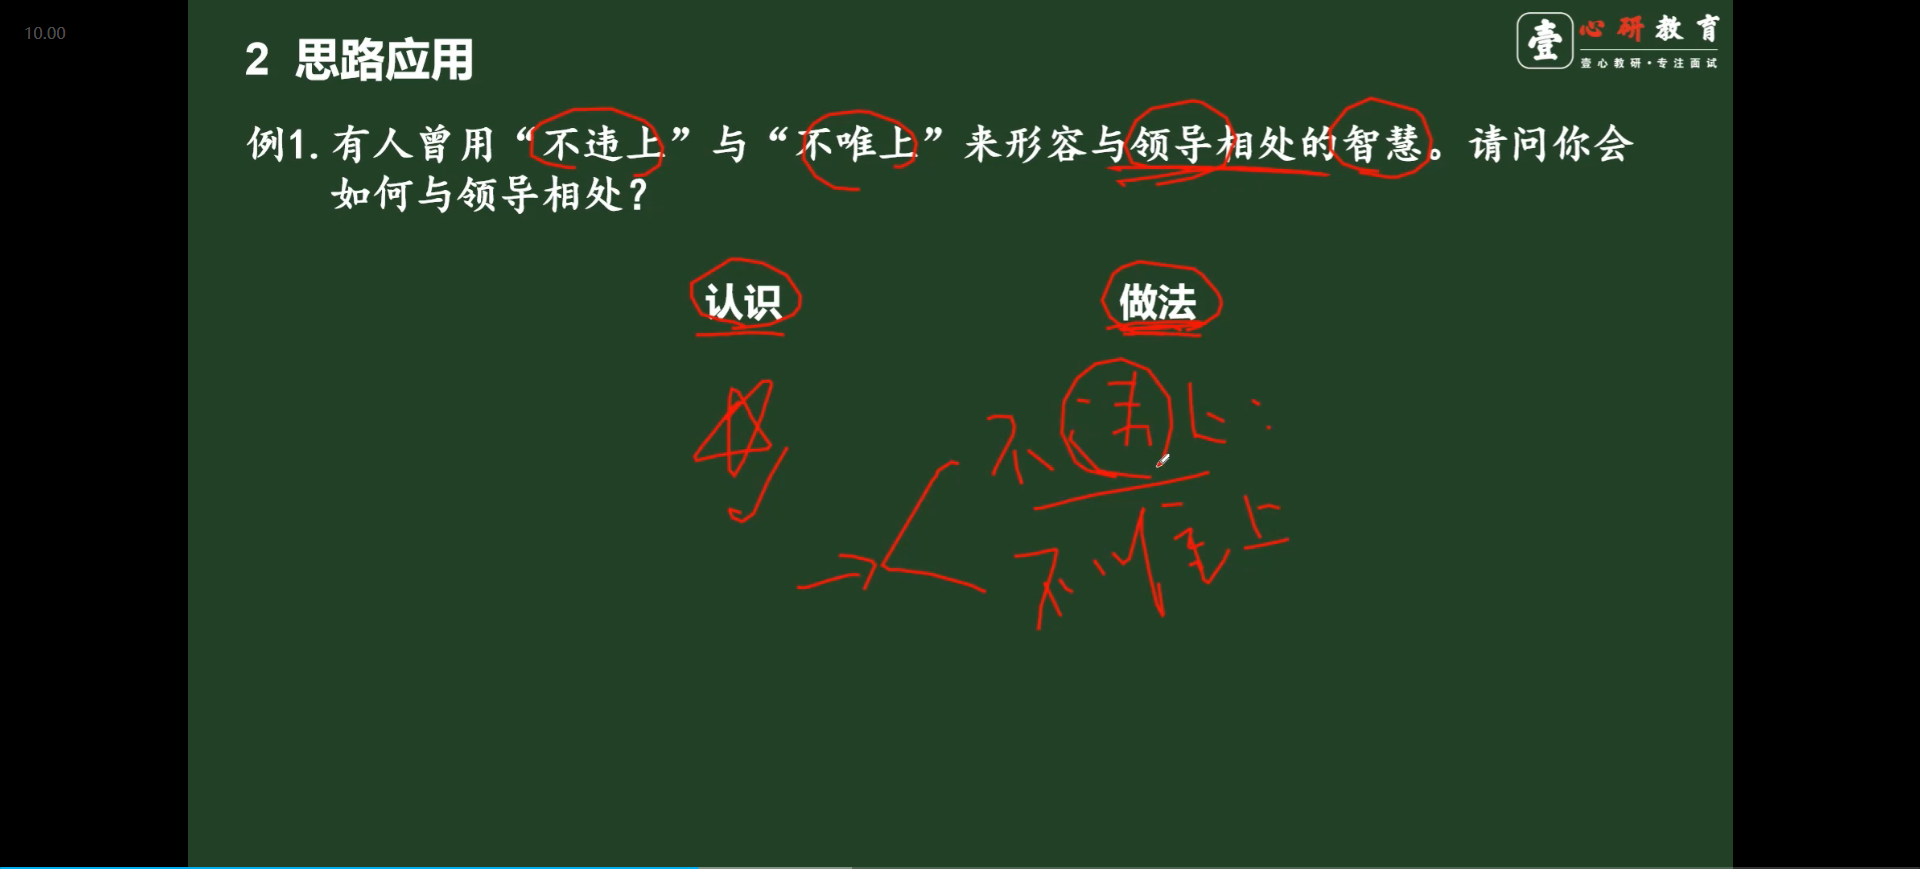 10.00
2 思路应用
壹 心研教育
壹心教研·专注面试
例1. 有人曾用“不违上”与“不唯上”来形容与领导相处的智慧。请问你会
如何与领导相处？
认识 做法
不违上：
不唯上